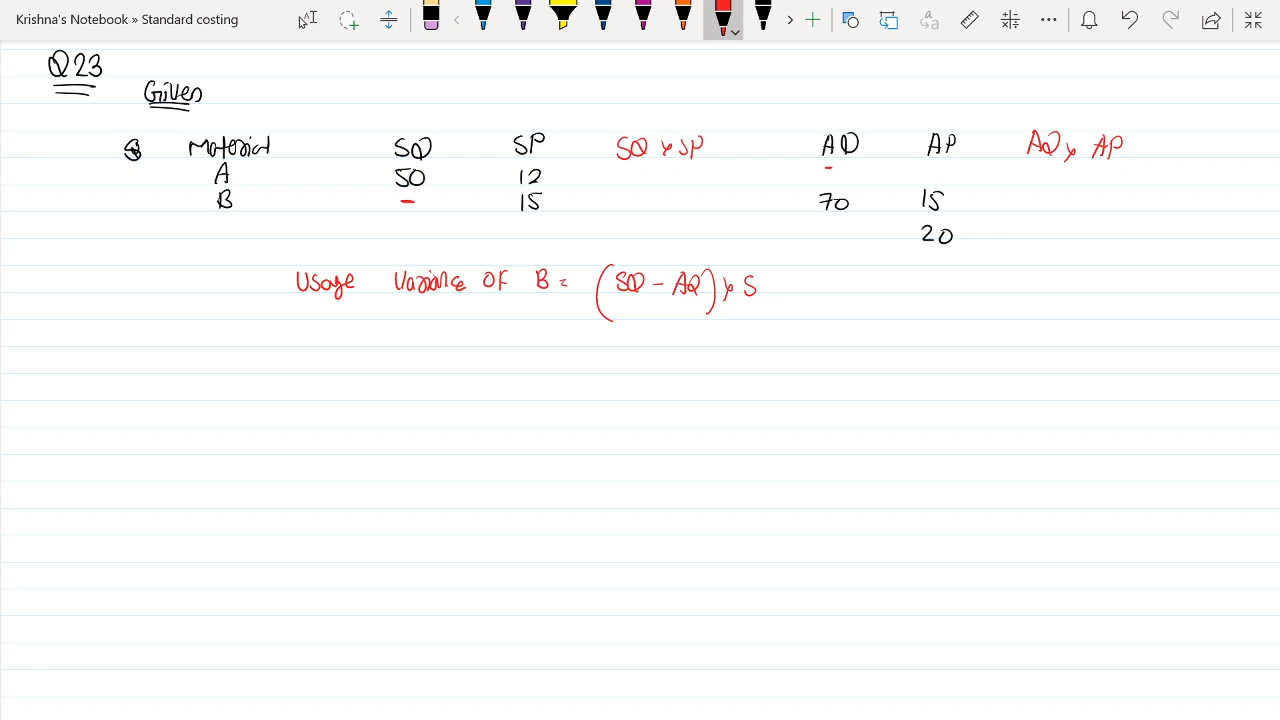 Krishna's Notebook » Standard costing
Q23
Given
Material SQ SP SQ x SP AQ AP AQ x AP
A 50 12 -
B - 15 70 15
20
Usage Variance OF B = (SQ - AQ) x S